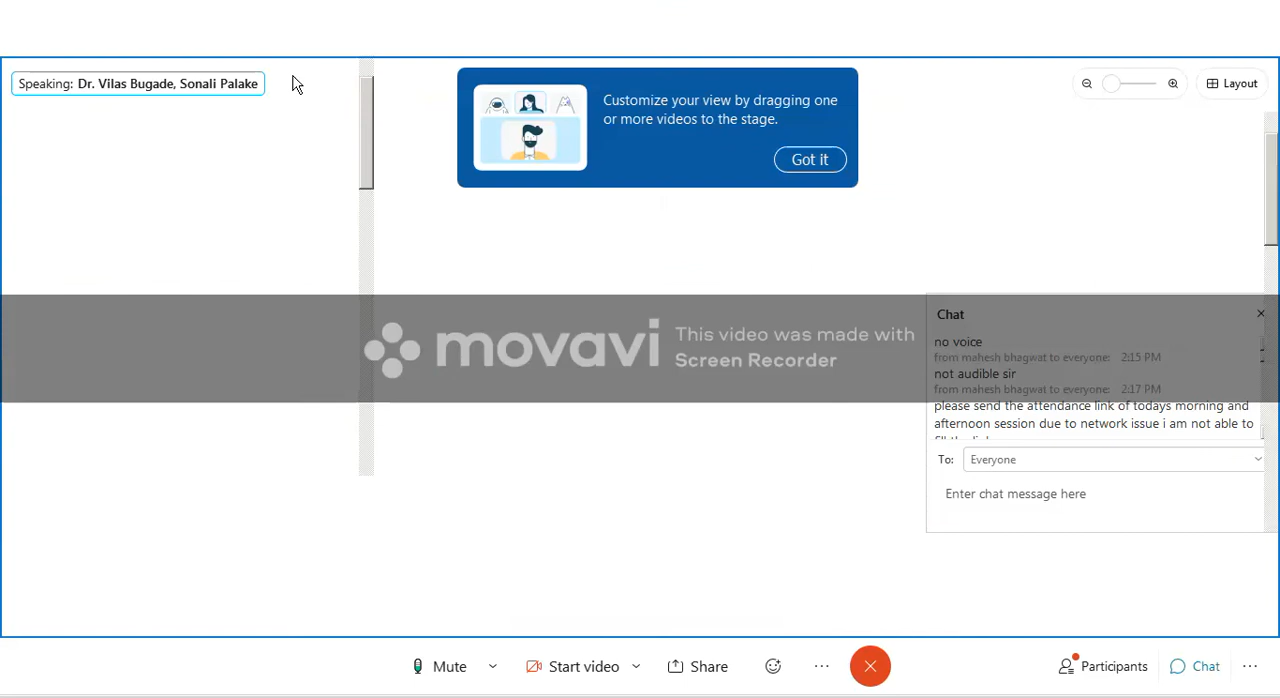 Speaking: Dr. Vilas Bugade, Sonali Palake
Customize your view by dragging one
or more videos to the stage.
Got it
Layout
movavi
This video was made with
Screen Recorder
Chat
no voice
from mahesh bhagwat to everyone: 2:15 PM
not audible sir
from mahesh bhagwat to everyone: 2:17 PM
please send the attendance link of todays morning and
afternoon session due to network issue i am not able to
To: Everyone
Enter chat message here
Mute
Start video
Share
Participants
Chat